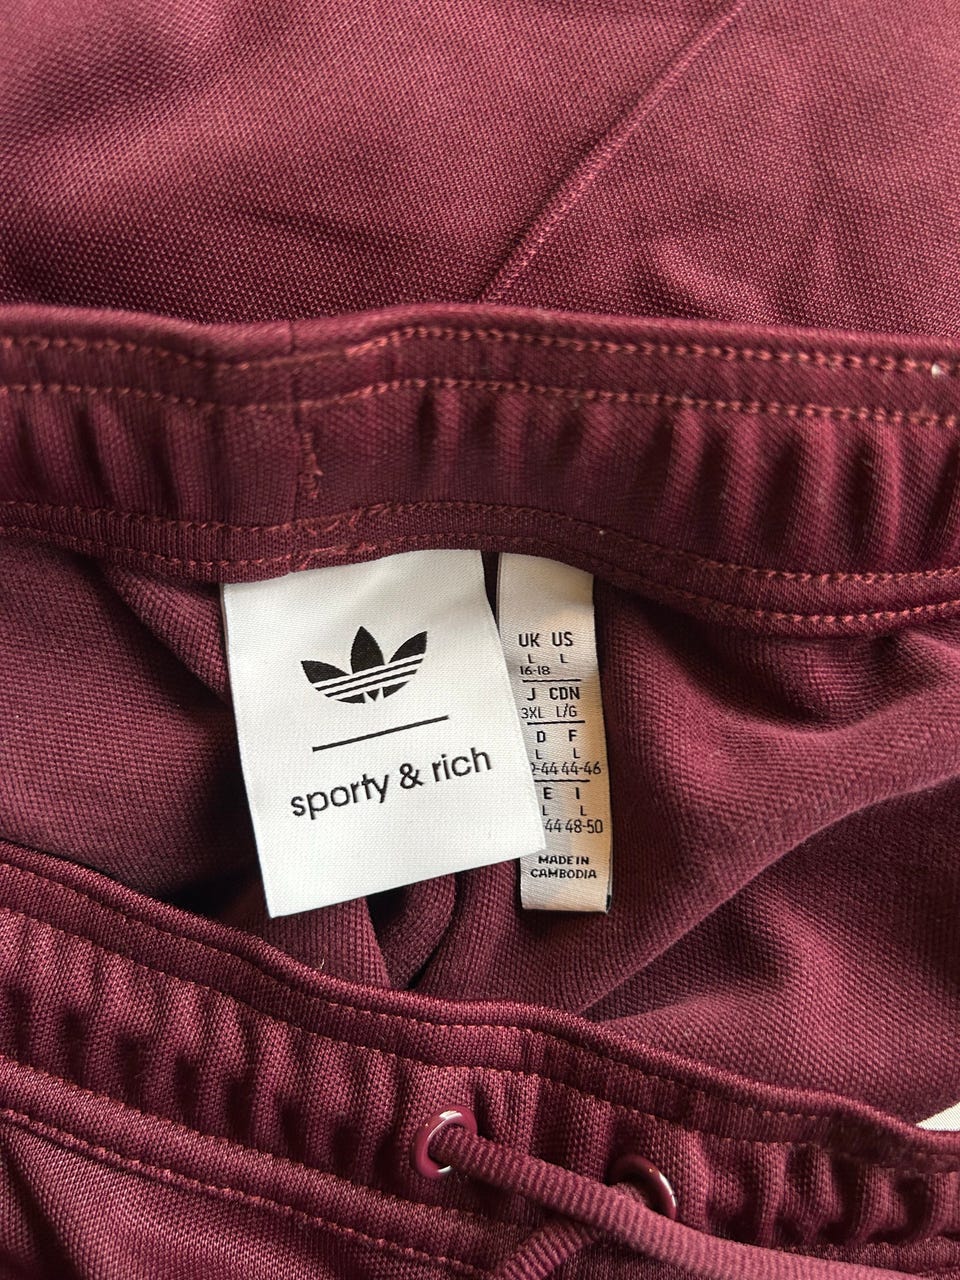 sporty & rich
UK US
L L
16-18
J CDN
3XL L/G
D F
L L
-44 44-46
E I
L L
44 48-50
MADE IN
CAMBODIA